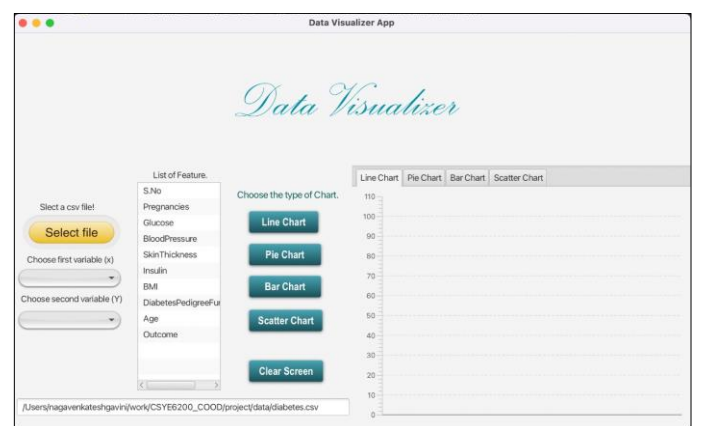 Data Visualizer App
Data Visualizer
List of Feature.
S.No
Pregnancies
Glucose
BloodPressure
SkinThickness
Insulin
BMI
DiabetesPedigreeFu
Age
Outcome
Slect a csv file!
Select file
Choose first variable (x)
Choose second variable (Y)
Choose the type of Chart.
Line Chart
Pie Chart
Bar Chart
Scatter Chart
Clear Screen
Line Chart Pie Chart Bar Chart Scatter Chart
110
100
90
80
70
60
50
40
30
20
10
0
/Users/nagavenkateshgavini/work/CSYE6200_COOD/project/data/diabetes.csv